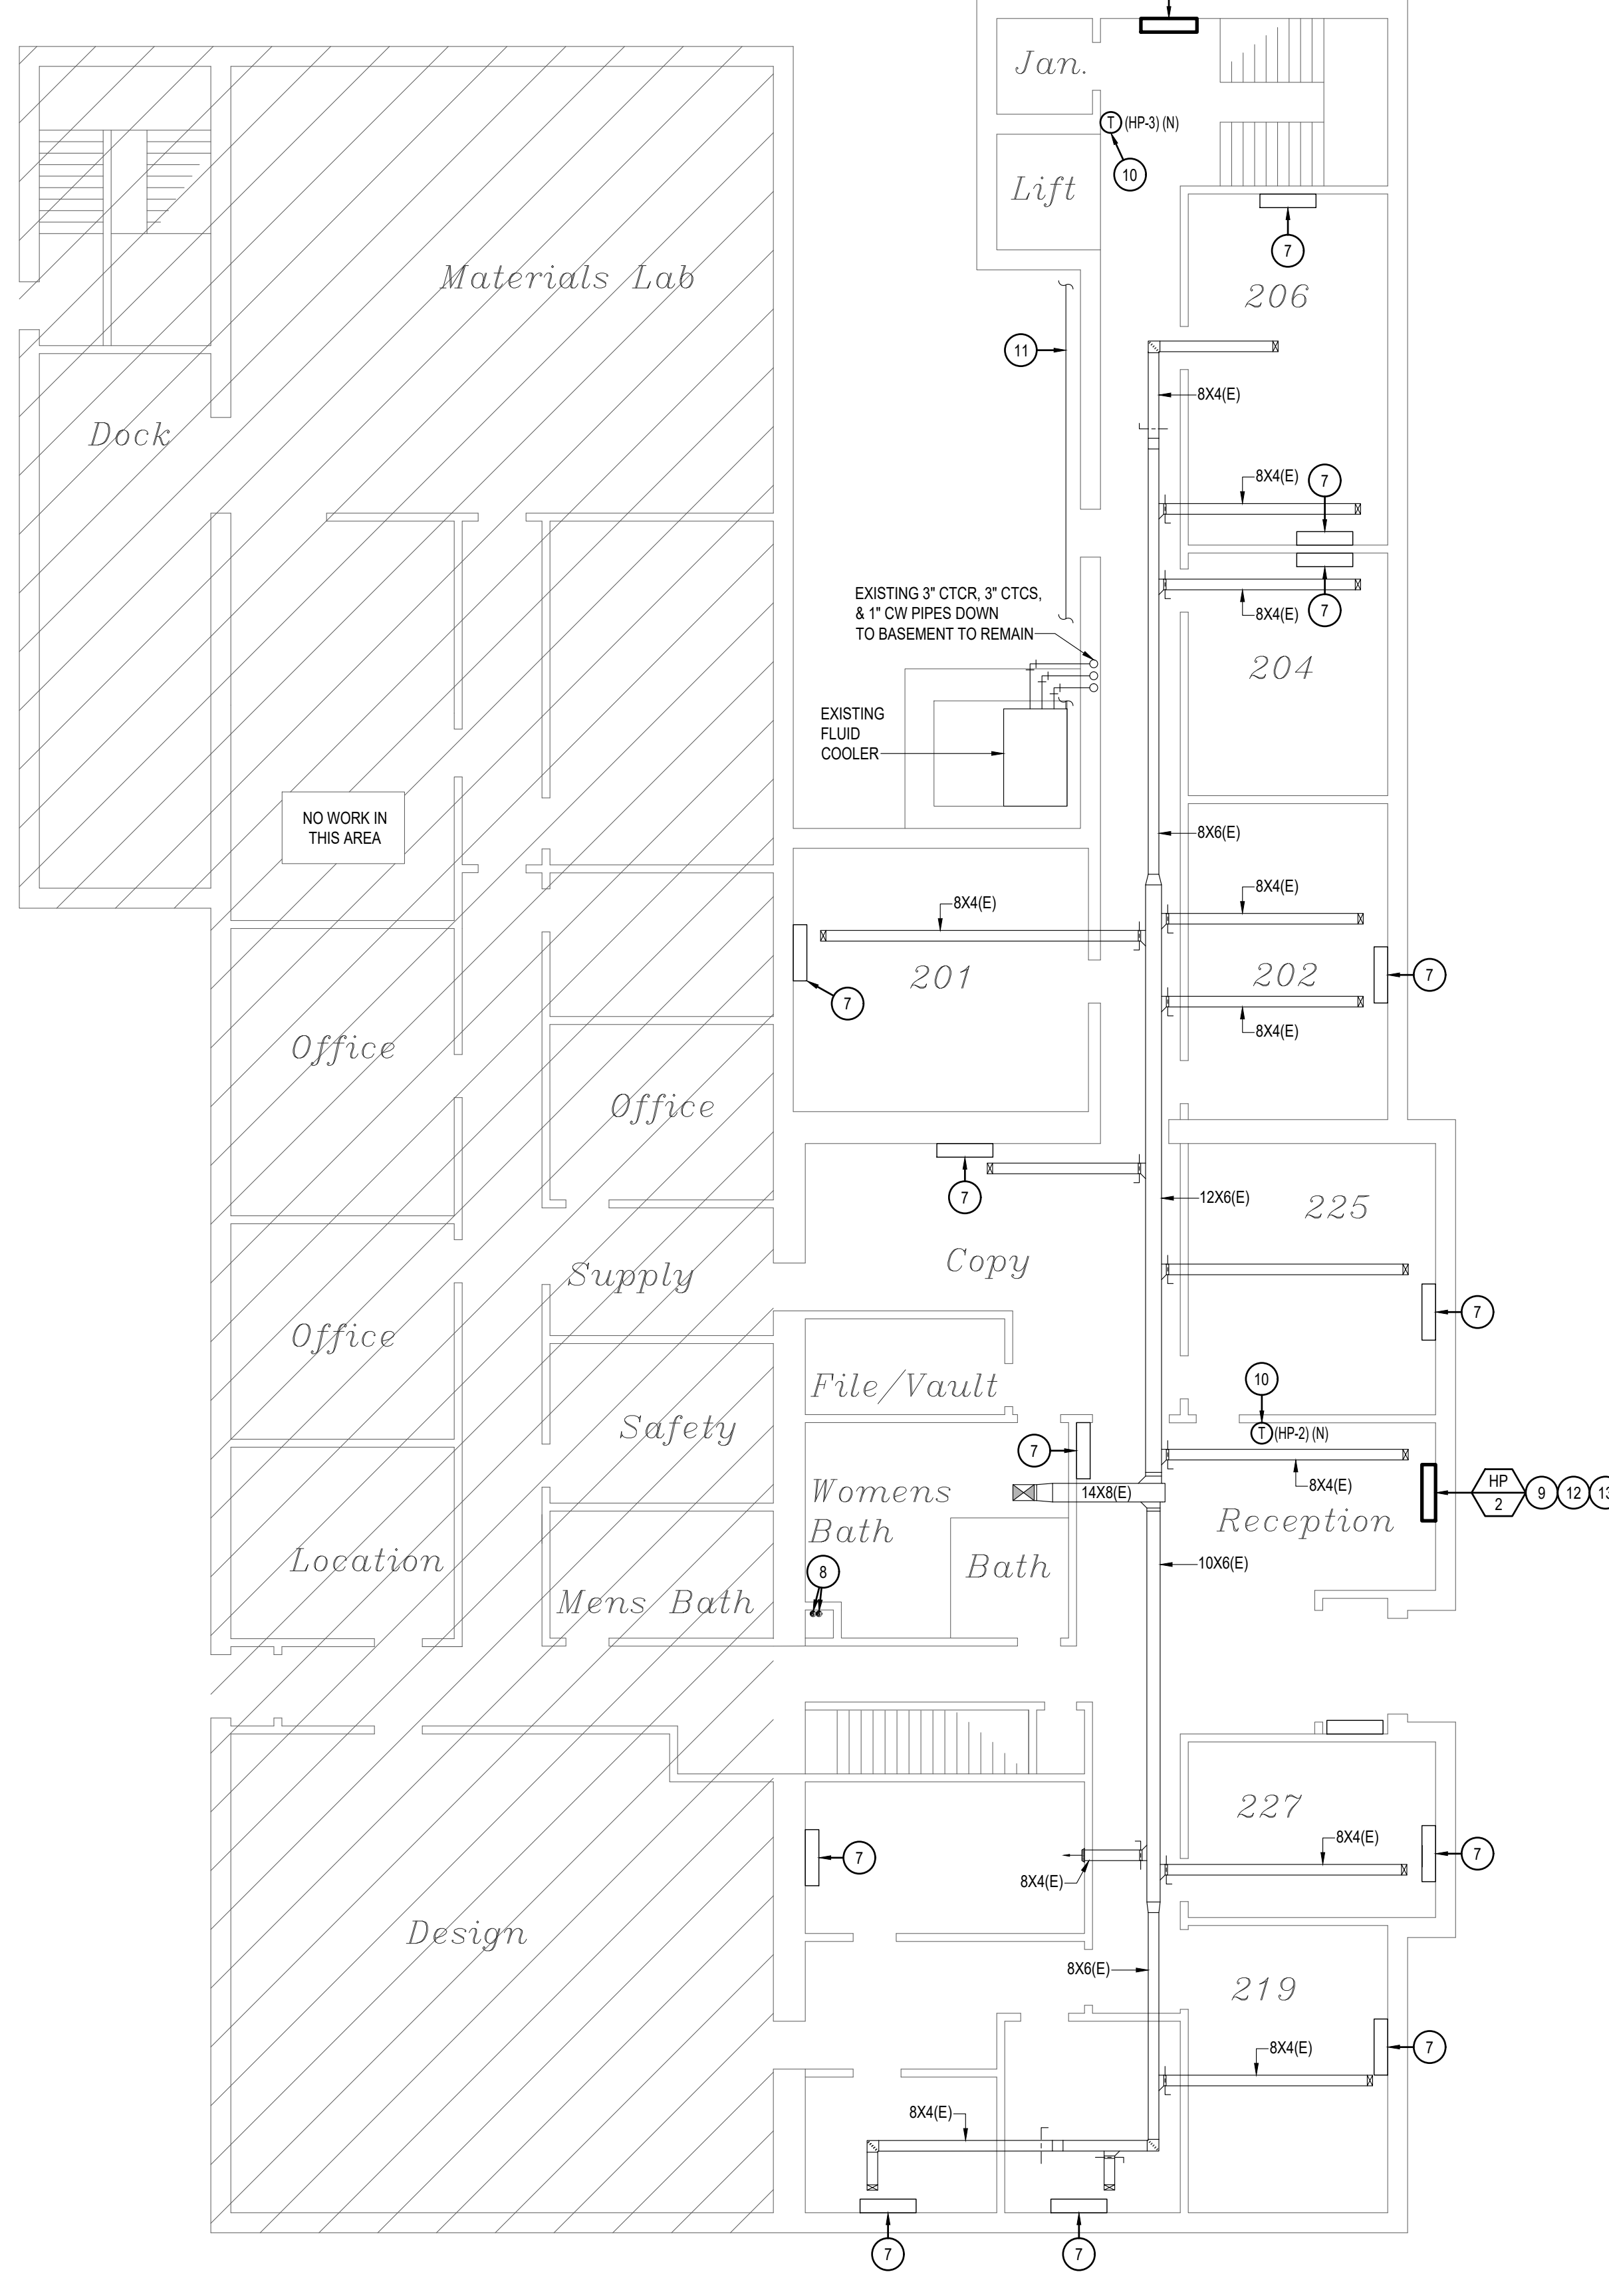 Jan.
T (HP-3) (N)
10
Lift
7
206
Materials Lab
11
8X4(E)
Dock
8X4(E)
7
EXISTING 3" CTCR, 3" CTCS,
& 1" CW PIPES DOWN
TO BASEMENT TO REMAIN
8X4(E)
7
204
EXISTING
FLUID
COOLER
NO WORK IN
THIS AREA
8X6(E)
8X4(E)
8X4(E)
201
7
202
7
8X4(E)
Office
Office
7
12X6(E)
225
Copy
Supply
7
Office
File/Vault
10
Safety
T (HP-2) (N)
7
8X4(E)
14X8(E)
HP
2
9
12
13
Womens
Bath
Reception
Location
8
Bath
10X6(E)
Mens Bath
227
7
8X4(E)
7
8X4(E)
Design
8X6(E)
219
8X4(E)
7
8X4(E)
7
7